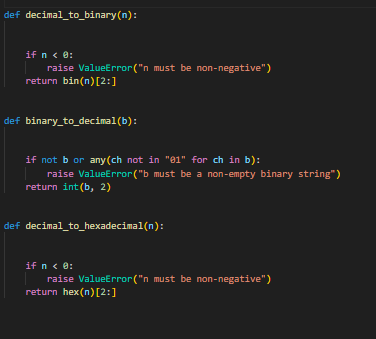 def decimal_to_binary(n):
if n < 0:
raise ValueError("n must be non-negative")
return bin(n)[2:]
def binary_to_decimal(b):
if not b or any(ch not in "01" for ch in b):
raise ValueError("b must be a non-empty binary string")
return int(b, 2)
def decimal_to_hexadecimal(n):
if n < 0:
raise ValueError("n must be non-negative")
return hex(n)[2:]